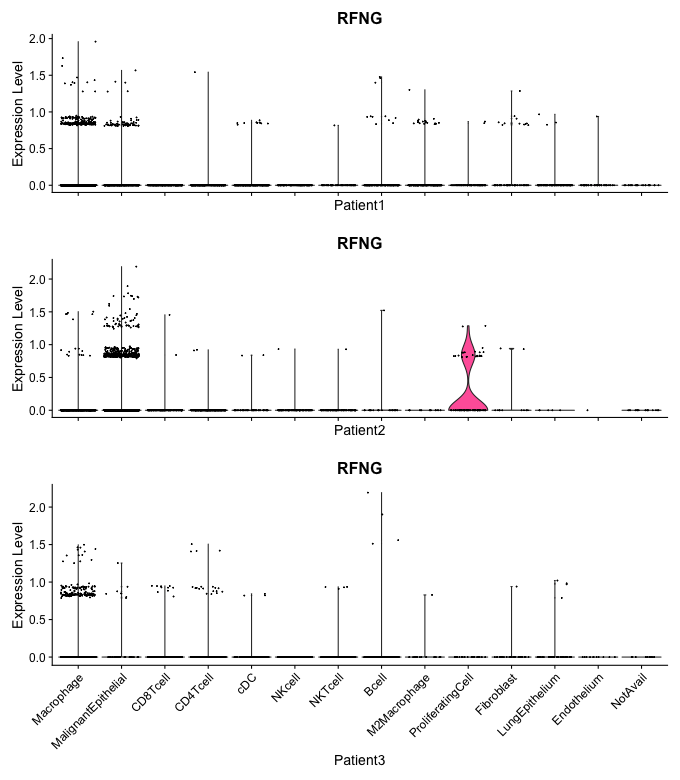 RFNG
Expression Level
2.0
1.5
1.0
0.5
0.0
Patient1
RFNG
Expression Level
2.0
1.5
1.0
0.5
0.0
Patient2
RFNG
Expression Level
2.0
1.5
1.0
0.5
0.0
Macrophage
MalignantEpithelial
CD8Tcell
CD4Tcell
cDC
NKcell
NKTcell
Bcell
M2Macrophage
ProliferatingCell
Fibroblast
LungEpithelium
Endothelium
NotAvail
Patient3